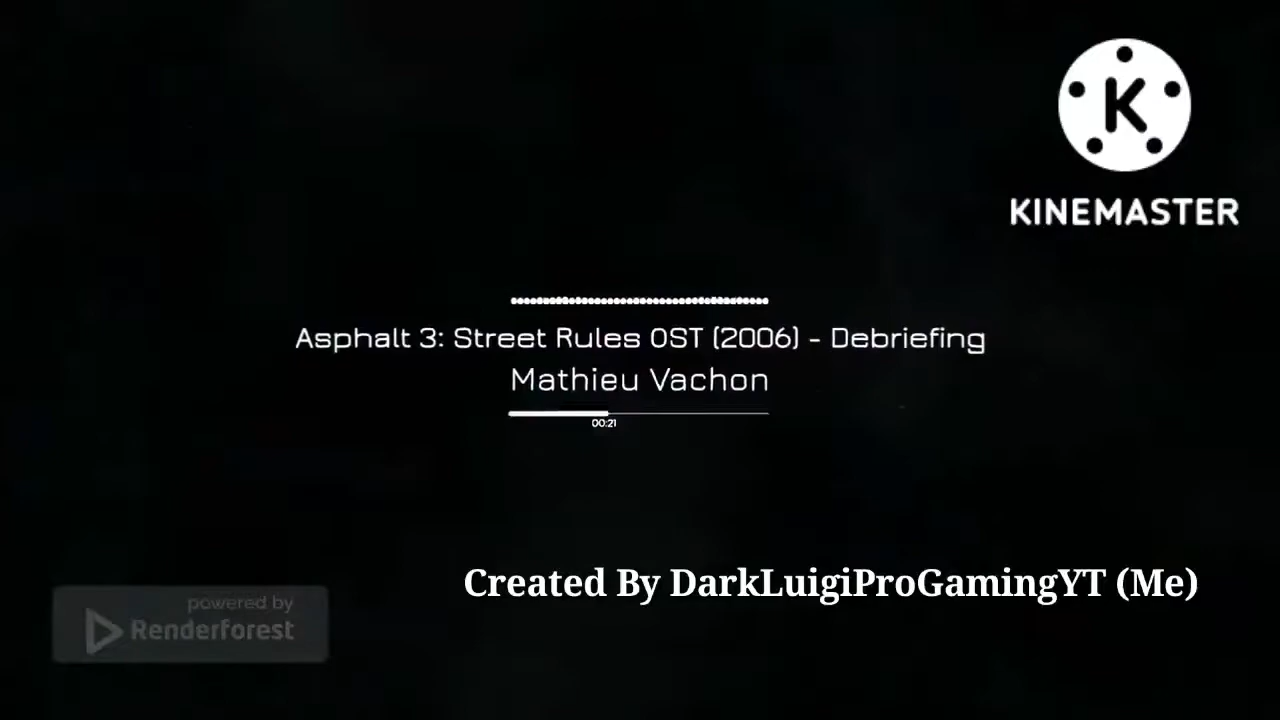 K
KINEMASTER
Asphalt 3: Street Rules OST (2006) - Debriefing
Mathieu Vachon
00:21
Created By DarkLuigiProGamingYT (Me)
powered by
Renderforest